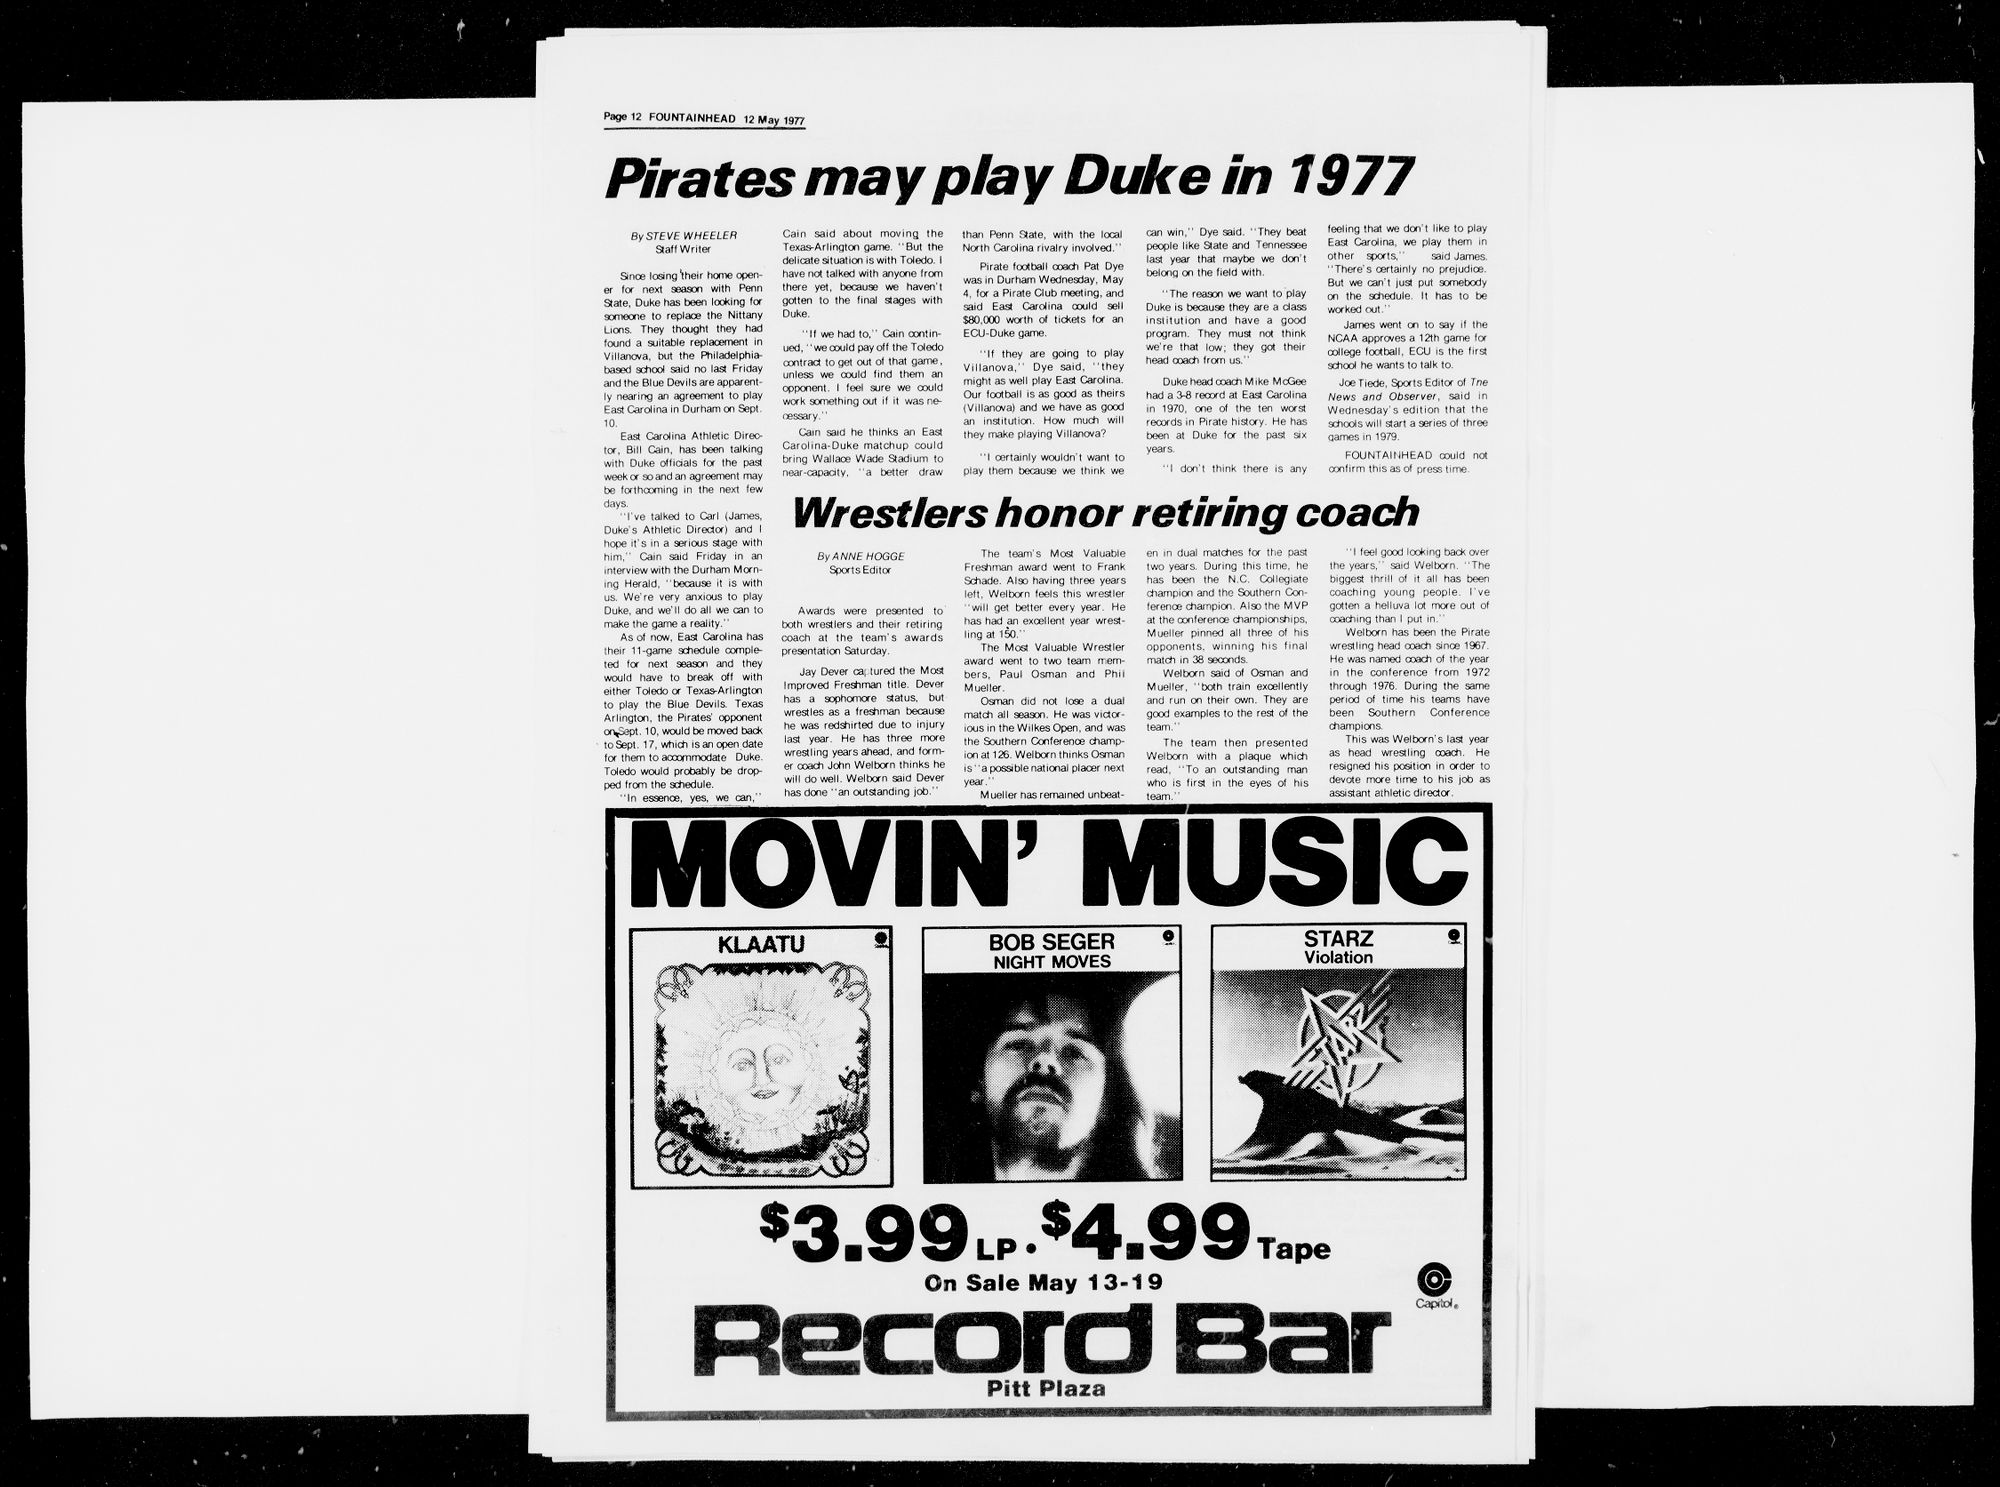 Page 12 FOUNTAINHEAD 12 May 1977
Pirates may play Duke in 1977
By STEVE WHEELER
Staff Writer
Since losing their home open-
er for next season with Penn
State, Duke has been looking for
someone to replace the Nittany
Lions. They thought they had
found a suitable replacement in
Villanova, but the Philadelphia-
based school said no last Friday
and the Blue Devils are apparent-
ly nearing an agreement to play
East Carolina in Durham on Sept.
10.
East Carolina Athletic Direc-
tor, Bill Cain, has been talking
with Duke officials for the past
week or so and an agreement may
be forthcoming in the next few
days.
"I've talked to Carl (James,
Duke's Athletic Director) and I
hope it's in a serious stage with
him," Cain said Friday in an
interview with the Durham Morn-
ing Herald, "because it is with
us. We're very anxious to play
Duke, and we'll do all we can to
make the game a reality."
As of now, East Carolina has
their 11-game schedule comple-
ted for next season and they
would have to break off with
either Toledo or Texas-Arlington
to play the Blue Devils. Texas
Arlington, the Pirates' opponent
on Sept. 10, would be moved back
to Sept. 17, which is an open date
for them to accommodate Duke.
Toledo would probably be drop-
ped from the schedule.
"In essence, yes, we can,"
Cain said about moving the
Texas-Arlington game. "But the
delicate situation is with Toledo. I
have not talked with anyone from
there yet, because we haven't
gotten to the final stages with
Duke.
"If we had to," Cain contin-
ued, "we could pay off the Toledo
contract to get out of that game,
unless we could find them an
opponent. I feel sure we could
work something out if it was ne-
cessary."
Cain said he thinks an East
Carolina-Duke matchup could
bring Wallace Wade Stadium to
near-capacity, "a better draw
than Penn State, with the local
North Carolina rivalry involved."
Pirate football coach Pat Dye
was in Durham Wednesday, May
4, for a Pirate Club meeting, and
said East Carolina could sell
$80,000 worth of tickets for an
ECU-Duke game.
"If they are going to play
Villanova," Dye said, "they
might as well play East Carolina.
Our football is as good as theirs
(Villanova) and we have as good
an institution. How much will
they make playing Villanova?
"I certainly wouldn't want to
play them because we think we
can win," Dye said. "They beat
people like State and Tennessee
last year that maybe we don't
belong on the field with.
"The reason we want to play
Duke is because they are a class
institution and have a good
program. They must not think
we're that low; they got their
head coach from us."
Duke head coach Mike McGee
had a 3-8 record at East Carolina
in 1970, one of the ten worst
records in Pirate history. He has
been at Duke for the past six
years.
"I don't think there is any
feeling that we don't like to play
East Carolina, we play them in
other sports," said James.
"There's certainly no prejudice.
But we can't just put somebody
on the schedule. It has to be
worked out."
James went on to say if the
NCAA approves a 12th game for
college football, ECU is the first
school he wants to talk to.
Joe Tiede, Sports Editor of The
News and Observer, said in
Wednesday's edition that the
schools will start a series of three
games in 1979.
FOUNTAINHEAD could not
confirm this as of press time.
Wrestlers honor retiring coach
By ANNE HOGGE
Sports Editor
Awards were presented to
both wrestlers and their retiring
coach at the team's awards
presentation Saturday.
Jay Dever captured the Most
Improved Freshman title. Dever
has a sophomore status, but
wrestles as a freshman because
he was redshirted due to injury
last year. He has three more
wrestling years ahead, and form-
er coach John Welborn thinks he
will do well. Welborn said Dever
has done "an outstanding job."
The team's Most Valuable
Freshman award went to Frank
Schade. Also having three years
left, Welborn feels this wrestler
"will get better every year. He
has had an excellent year wrest-
ling at 150."
The Most Valuable Wrestler
award went to two team mem-
bers, Paul Osman and Phil
Mueller.
Osman did not lose a dual
match all season. He was victor-
ious in the Wilkes Open, and was
the Southern Conference champ-
ion at 126. Welborn thinks Osman
is "a possible national placer next
year."
Mueller has remained unbeat-
en in dual matches for the past
two years. During this time, he
has been the N.C. Collegiate
champion and the Southern Con-
ference champion. Also the MVP
at the conference championships,
Mueller pinned all three of his
opponents, winning his final
match in 38 seconds.
Welborn said of Osman and
Mueller, "both train excellently
and run on their own. They are
good examples to the rest of the
team."
The team then presented
Welborn with a plaque which
read, "To an outstanding man
who is first in the eyes of his
team."
"I feel good looking back over
the years," said Welborn. "The
biggest thrill of it all has been
coaching young people. I've
gotten a helluva lot more out of
coaching than I put in."
Welborn has been the Pirate
wrestling head coach since 1967.
He was named coach of the year
in the conference from 1972
through 1976. During the same
period of time his teams have
been Southern Conference
champions.
This was Welborn's last year
as head wrestling coach. He
resigned his position in order to
devote more time to his job as
assistant athletic director.
MOVIN' MUSIC
KLAATU
BOB SEGER
NIGHT MOVES
STARZ
Violation
$3.99 LP · $4.99 Tape
On Sale May 13-19
Capitol®
Record Bar
Pitt Plaza